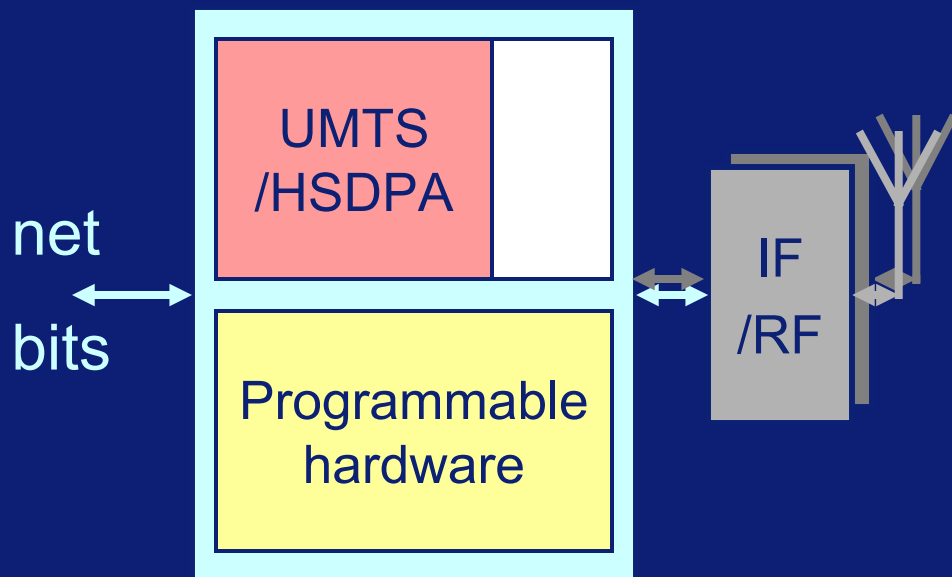 UMTS
/HSDPA
net
bits
IF
/RF
Programmable
hardware